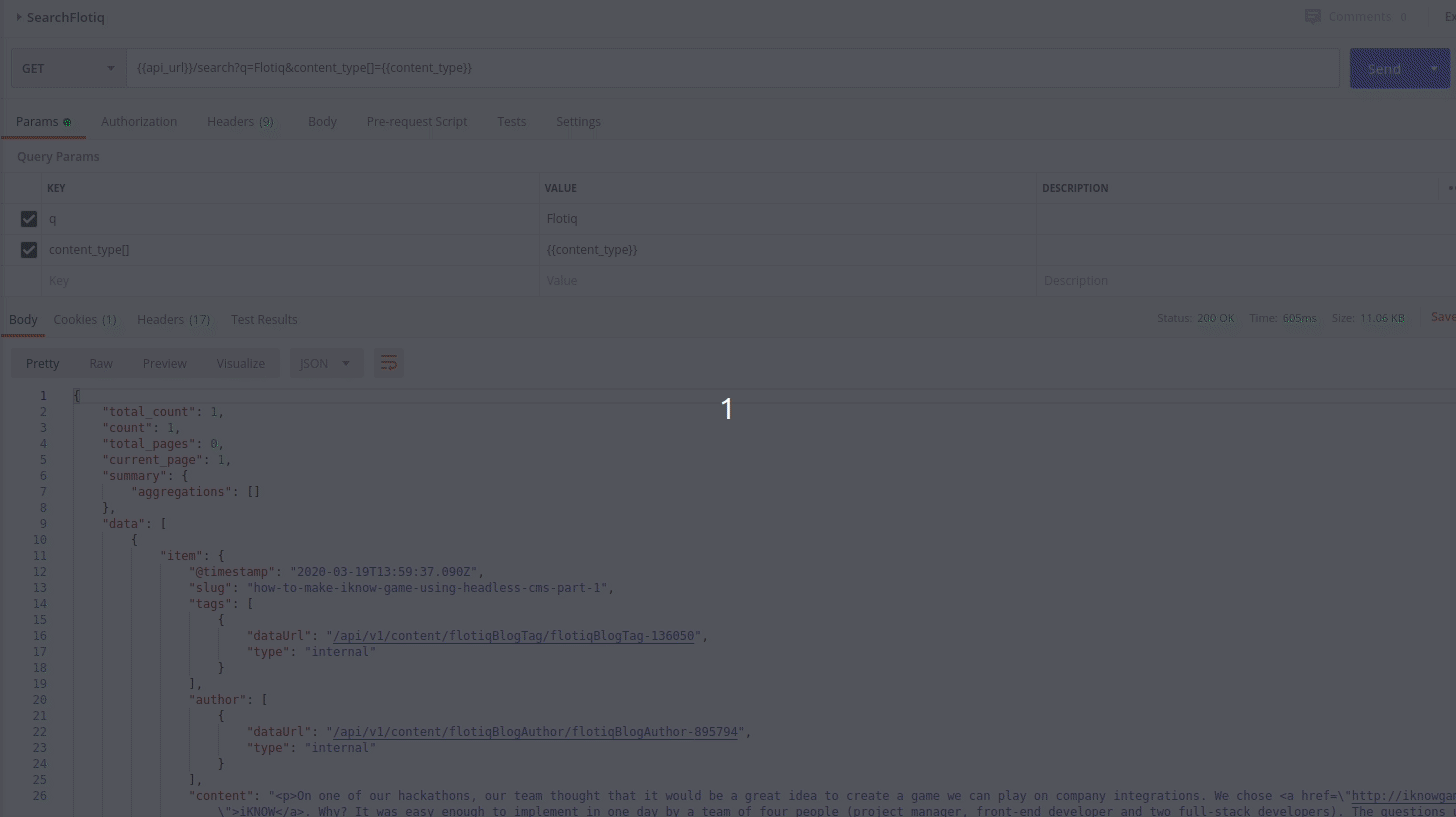 SearchFlotiq
Comments 0
Ex
GET
{{api_url}}/search?q=Flotiq&content_type[]={{content_type}}
Send
Params
Authorization
Headers (9)
Body
Pre-request Script
Tests
Settings
Query Params
KEY
VALUE
DESCRIPTION
q
Flotiq
content_type[]
{{content_type}}
Key
Value
Description
Body
Cookies (1)
Headers (17)
Test Results
Status: 200 OK
Time: 605ms
Size: 11.06 KB
Save
Pretty
Raw
Preview
Visualize
JSON
1
1 {
2 "total_count": 1,
3 "count": 1,
4 "total_pages": 0,
5 "current_page": 1,
6 "summary": {
7 "aggregations": []
8 },
9 "data": [
10 {
11 "item": {
12 "@timestamp": "2020-03-19T13:59:37.090Z",
13 "slug": "how-to-make-iknow-game-using-headless-cms-part-1",
14 "tags": [
15 {
16 "dataUrl": "/api/v1/content/flotiqBlogTag/flotiqBlogTag-136050",
17 "type": "internal"
18 }
19 ],
20 "author": [
21 {
22 "dataUrl": "/api/v1/content/flotiqBlogAuthor/flotiqBlogAuthor-895794",
23 "type": "internal"
24 }
25 ],
26 "content": "<p>On one of our hackathons, our team thought that it would be a great idea to create a game we can play on company integrations. We chose <a href=\"http://iknowgam
\">iKNOW</a>. Why? It was easy enough to implement in one day by a team of four people (project manager, front-end developer and two full-stack developers). The questions